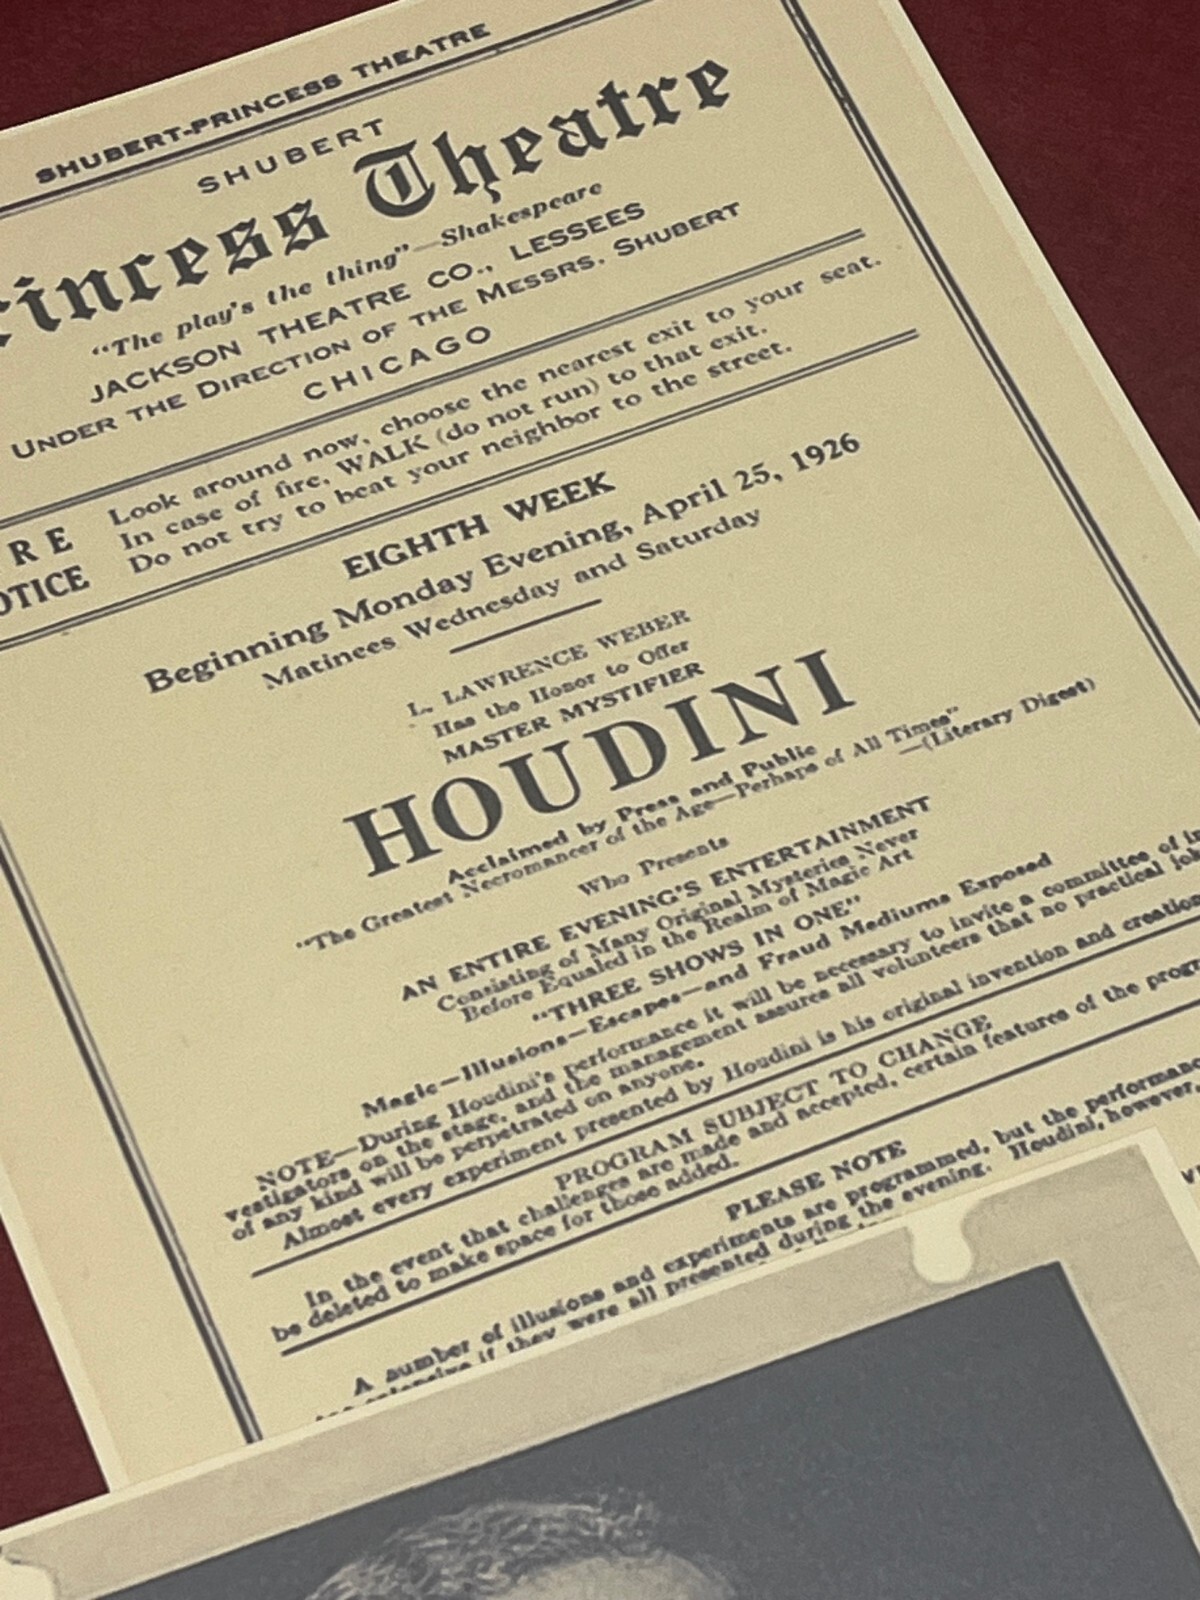 SHUBERT-PRINCESS THEATRE
SHUBERT
rincess Theatre
"The play's the thing"—Shakespeare
JACKSON THEATRE CO., LESSEES
UNDER THE DIRECTION OF THE MESSRS. SHUBERT
CHICAGO
RE
OTICE
Look around now, choose the nearest exit to your seat.
In case of fire, WALK (do not run) to that exit.
Do not try to beat your neighbor to the street.
EIGHTH WEEK
Beginning Monday Evening, April 25, 1926
Matinees Wednesday and Saturday
L. LAWRENCE WEBER
Has the Honor to Offer
MASTER MYSTIFIER
HOUDINI
Acclaimed by Press and Public
"The Greatest Necromancer of the Age—Perhaps of All Times"
—(Literary Digest)
Who Presents
AN ENTIRE EVENING'S ENTERTAINMENT
Consisting of Many Original Mysteries Never
Before Equaled in the Realm of Magic Art
"THREE SHOWS IN ONE"
Magic—Illusions—Escapes—and Fraud Mediums Exposed
NOTE—During Houdini's performance it will be necessary to invite a committee of in
vestigators on the stage, and the management assures all volunteers that no practical jok
of any kind will be perpetrated on anyone.
Almost every experiment presented by Houdini is his original invention and creation
PROGRAM SUBJECT TO CHANGE
In the event that challenges are made and accepted, certain features of the progr
be deleted to make space for those added.
PLEASE NOTE
A number of illusions and experiments are programmed, but the performanc
if they were all presented during the evening. Houdini, however,